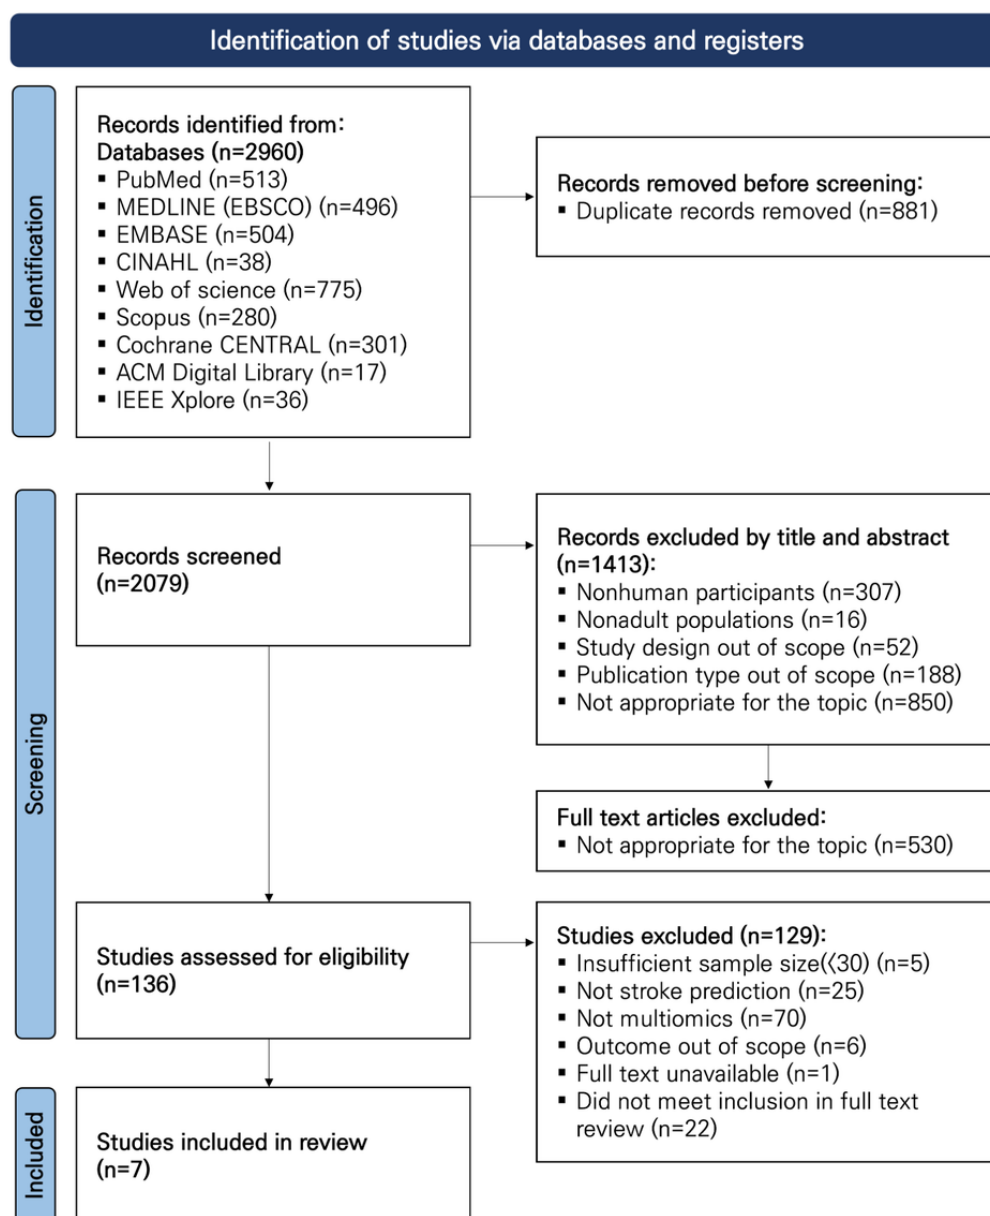 Identification of studies via databases and registers
Identification
Records identified from:
Databases (n=2960)
▪ PubMed (n=513)
▪ MEDLINE (EBSCO) (n=496)
▪ EMBASE (n=504)
▪ CINAHL (n=38)
▪ Web of science (n=775)
▪ Scopus (n=280)
▪ Cochrane CENTRAL (n=301)
▪ ACM Digital Library (n=17)
▪ IEEE Xplore (n=36)
Records removed before screening:
▪ Duplicate records removed (n=881)
Screening
Records screened
(n=2079)
Records excluded by title and abstract
(n=1413):
▪ Nonhuman participants (n=307)
▪ Nonadult populations (n=16)
▪ Study design out of scope (n=52)
▪ Publication type out of scope (n=188)
▪ Not appropriate for the topic (n=850)
Full text articles excluded:
▪ Not appropriate for the topic (n=530)
Studies assessed for eligibility
(n=136)
Studies excluded (n=129):
▪ Insufficient sample size(<30) (n=5)
▪ Not stroke prediction (n=25)
▪ Not multiomics (n=70)
▪ Outcome out of scope (n=6)
▪ Full text unavailable (n=1)
▪ Did not meet inclusion in full text
review (n=22)
Included
Studies included in review
(n=7)